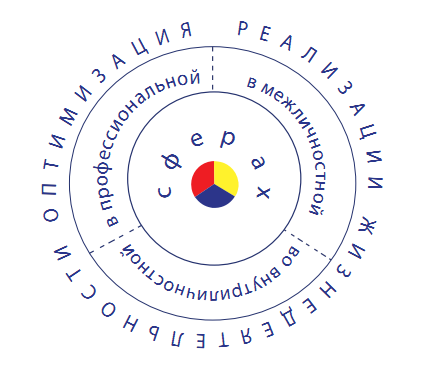 ОПТИМИЗАЦИЯ РЕАЛИЗАЦИИ ЖИЗНЕДЕЯТЕЛЬНОСТИ
в профессиональной
в межличностной
во внутриличностной
сферах